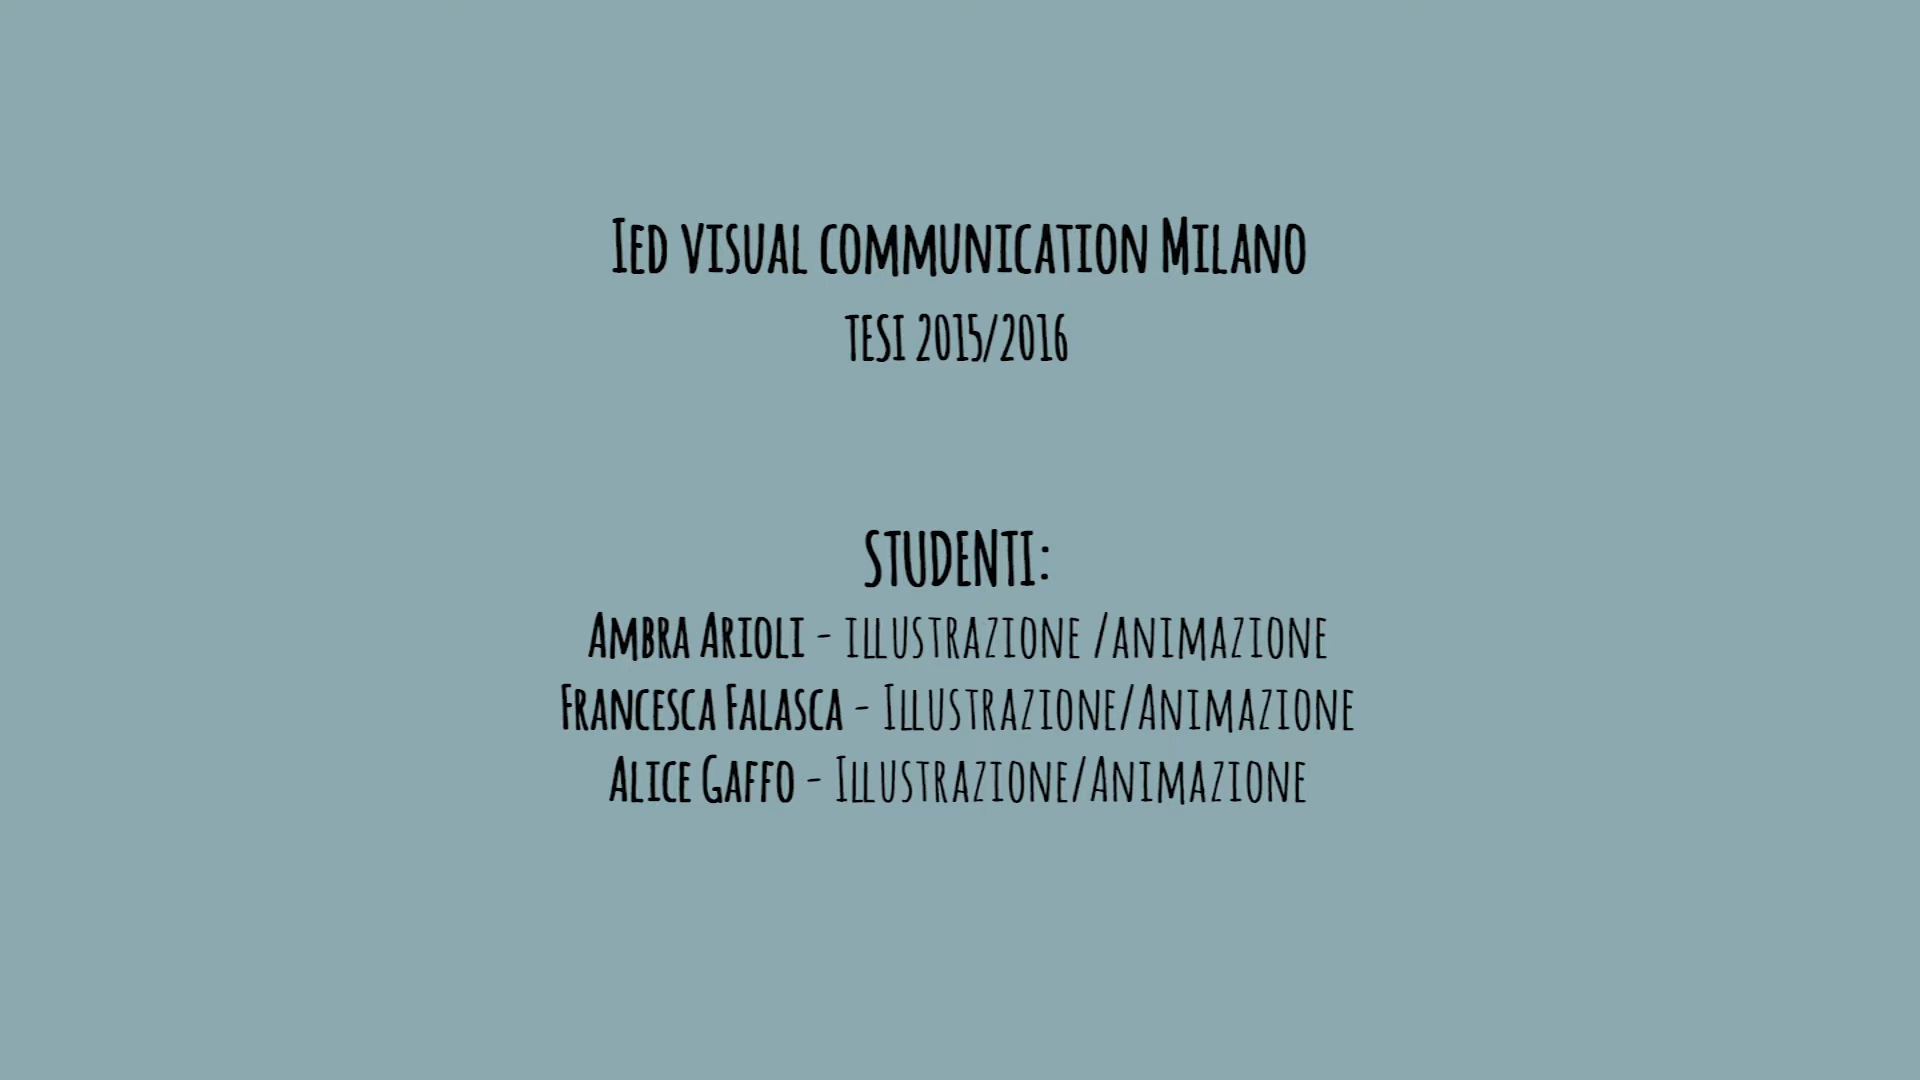 Ied visual communication Milano
TESI 2015/2016
STUDENTI:
Ambra Arioli - illustrazione /animazione
Francesca Falasca - Illustrazione/Animazione
Alice Gaffo - Illustrazione/Animazione